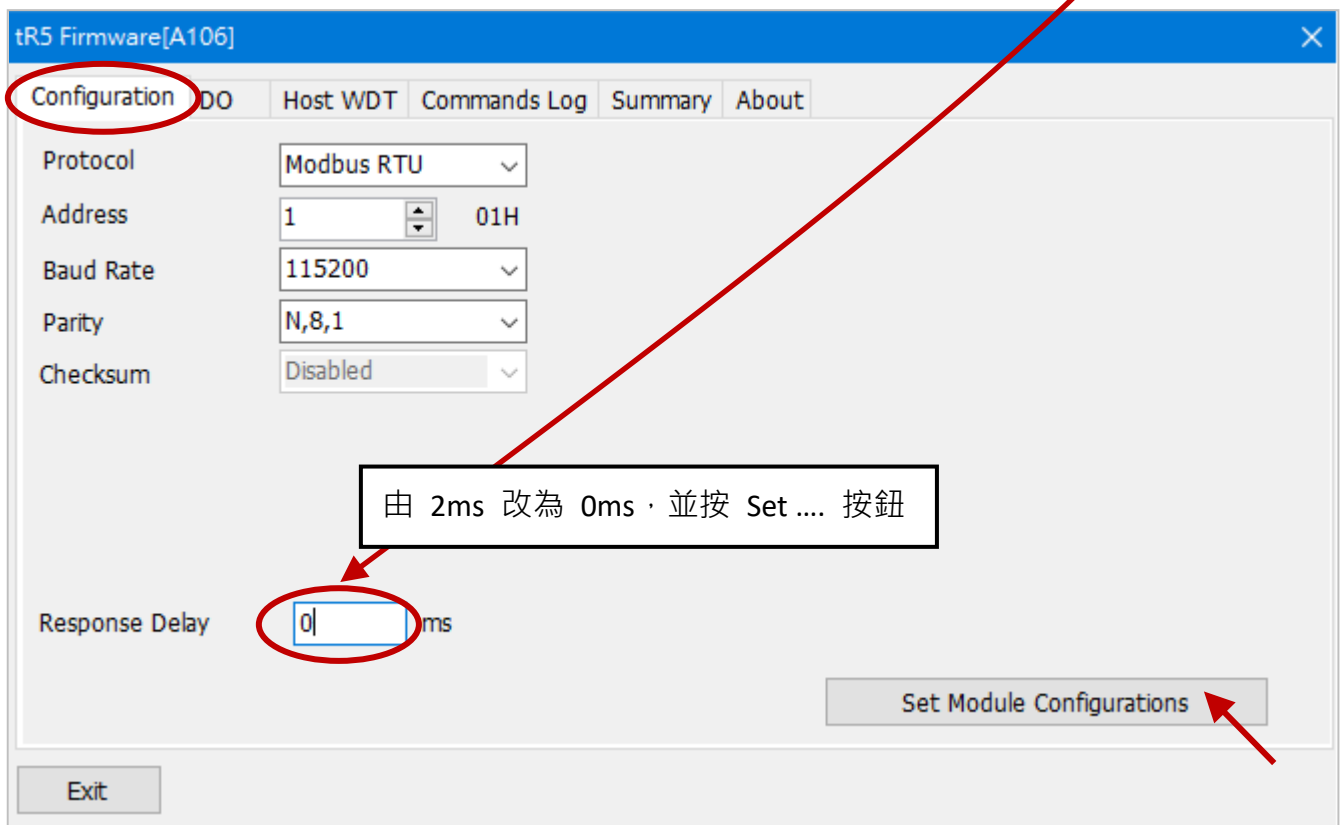 tR5 Firmware[A106]
Configuration DO Host WDT Commands Log Summary About
Protocol Modbus RTU
Address 1 01H
Baud Rate 115200
Parity N,8,1
Checksum Disabled
由 2ms 改為 0ms，並按 Set .... 按鈕
Response Delay 0 ms
Set Module Configurations
Exit